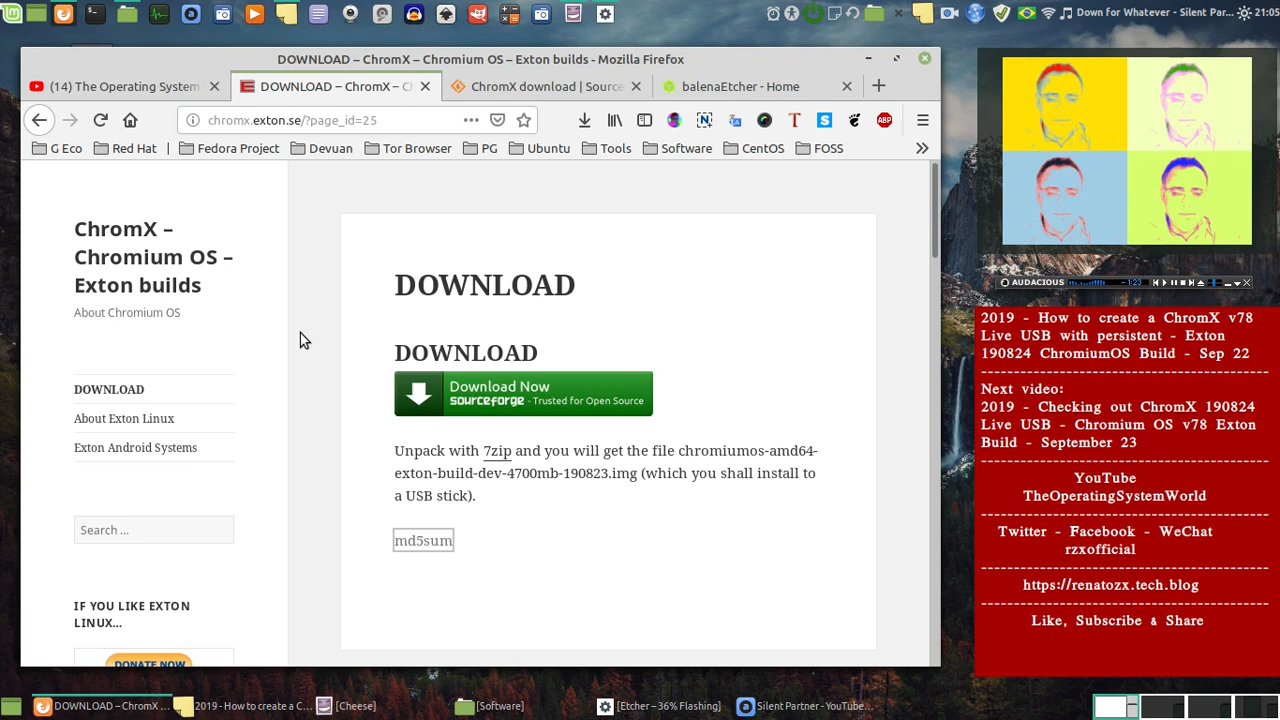 Down for Whatever - Silent Par...
21:05
DOWNLOAD – ChromX – Chromium OS – Exton builds - Mozilla Firefox
(14) The Operating System
DOWNLOAD – ChromX – C
ChromX download | Source
balenaEtcher - Home
chromx.exton.se/?page_id=25
G Eco
Red Hat
Fedora Project
Devuan
Tor Browser
PG
Ubuntu
Tools
Software
CentOS
FOSS
ChromX –
Chromium OS –
Exton builds
About Chromium OS
DOWNLOAD
About Exton Linux
Exton Android Systems
Search ...
IF YOU LIKE EXTON
LINUX...
DONATE NOW
DOWNLOAD
DOWNLOAD
Download Now
sourceforge - Trusted for Open Source
Unpack with 7zip and you will get the file chromiumos-amd64-
exton-build-dev-4700mb-190823.img (which you shall install to
a USB stick).
md5sum
AUDACIOUS
-1:23
2019 - How to create a ChromX v78
Live USB with persistent - Exton
190824 ChromiumOS Build - Sep 22
Next video:
2019 - Checking out ChromX 190824
Live USB - Chromium OS v78 Exton
Build - September 23
YouTube
TheOperatingSystemWorld
Twitter - Facebook - WeChat
rzxofficial
https://renatozx.tech.blog
Like, Subscribe & Share
DOWNLOAD – ChromX ...
2019 - How to create a C...
[Cheese]
[Software]
[Etcher – 36% Flashing]
Silent Partner - YouTube...